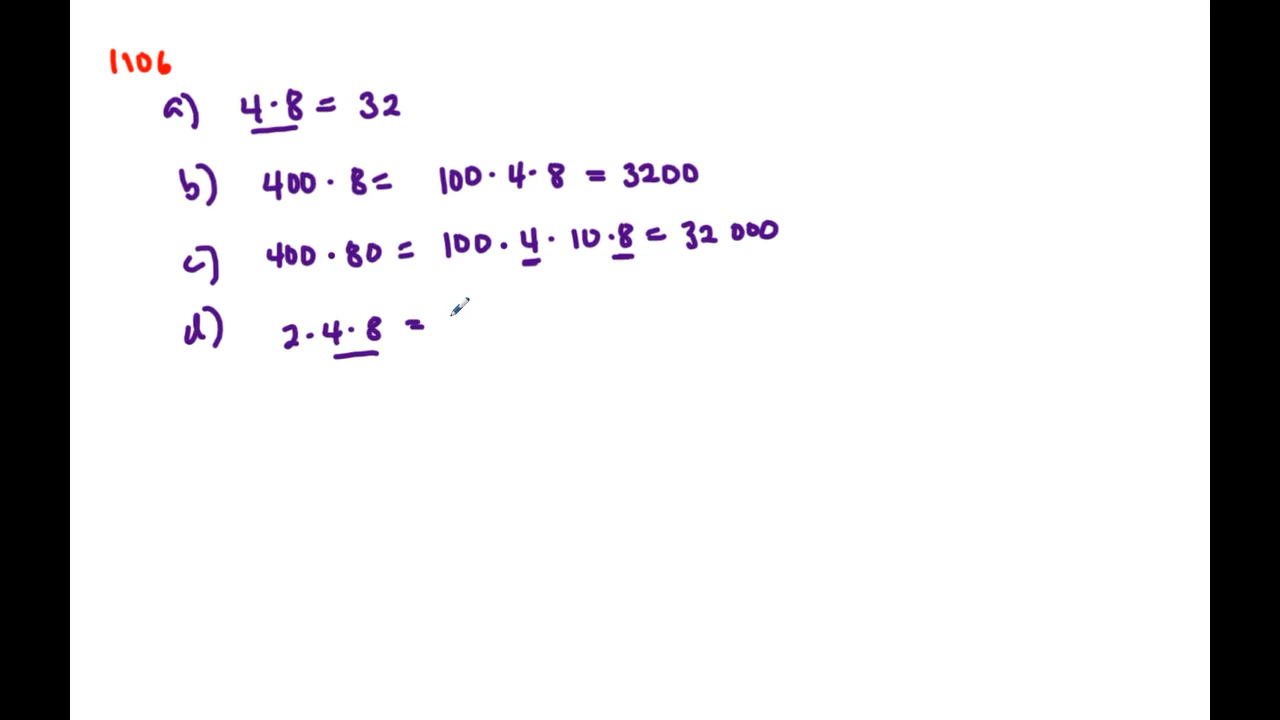 1106
a) 4·8 = 32
b) 400·8 = 100·4·8 = 3200
c) 400·80 = 100·4·10·8 = 32 000
d) 2·4·8 =